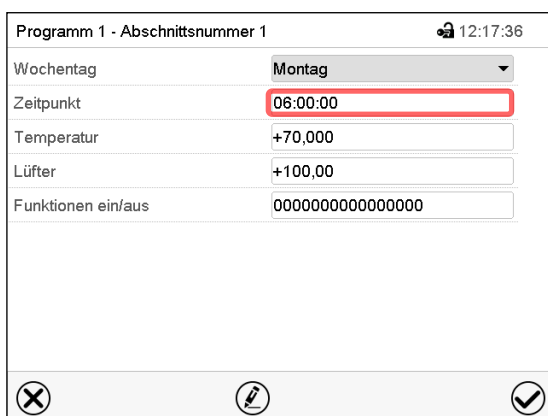 Programm 1 - Abschnittsnummer 1 12:17:36
Wochentag Montag
Zeitpunkt 06:00:00
Temperatur +70,000
Lüfter +100,00
Funktionen ein/aus 0000000000000000